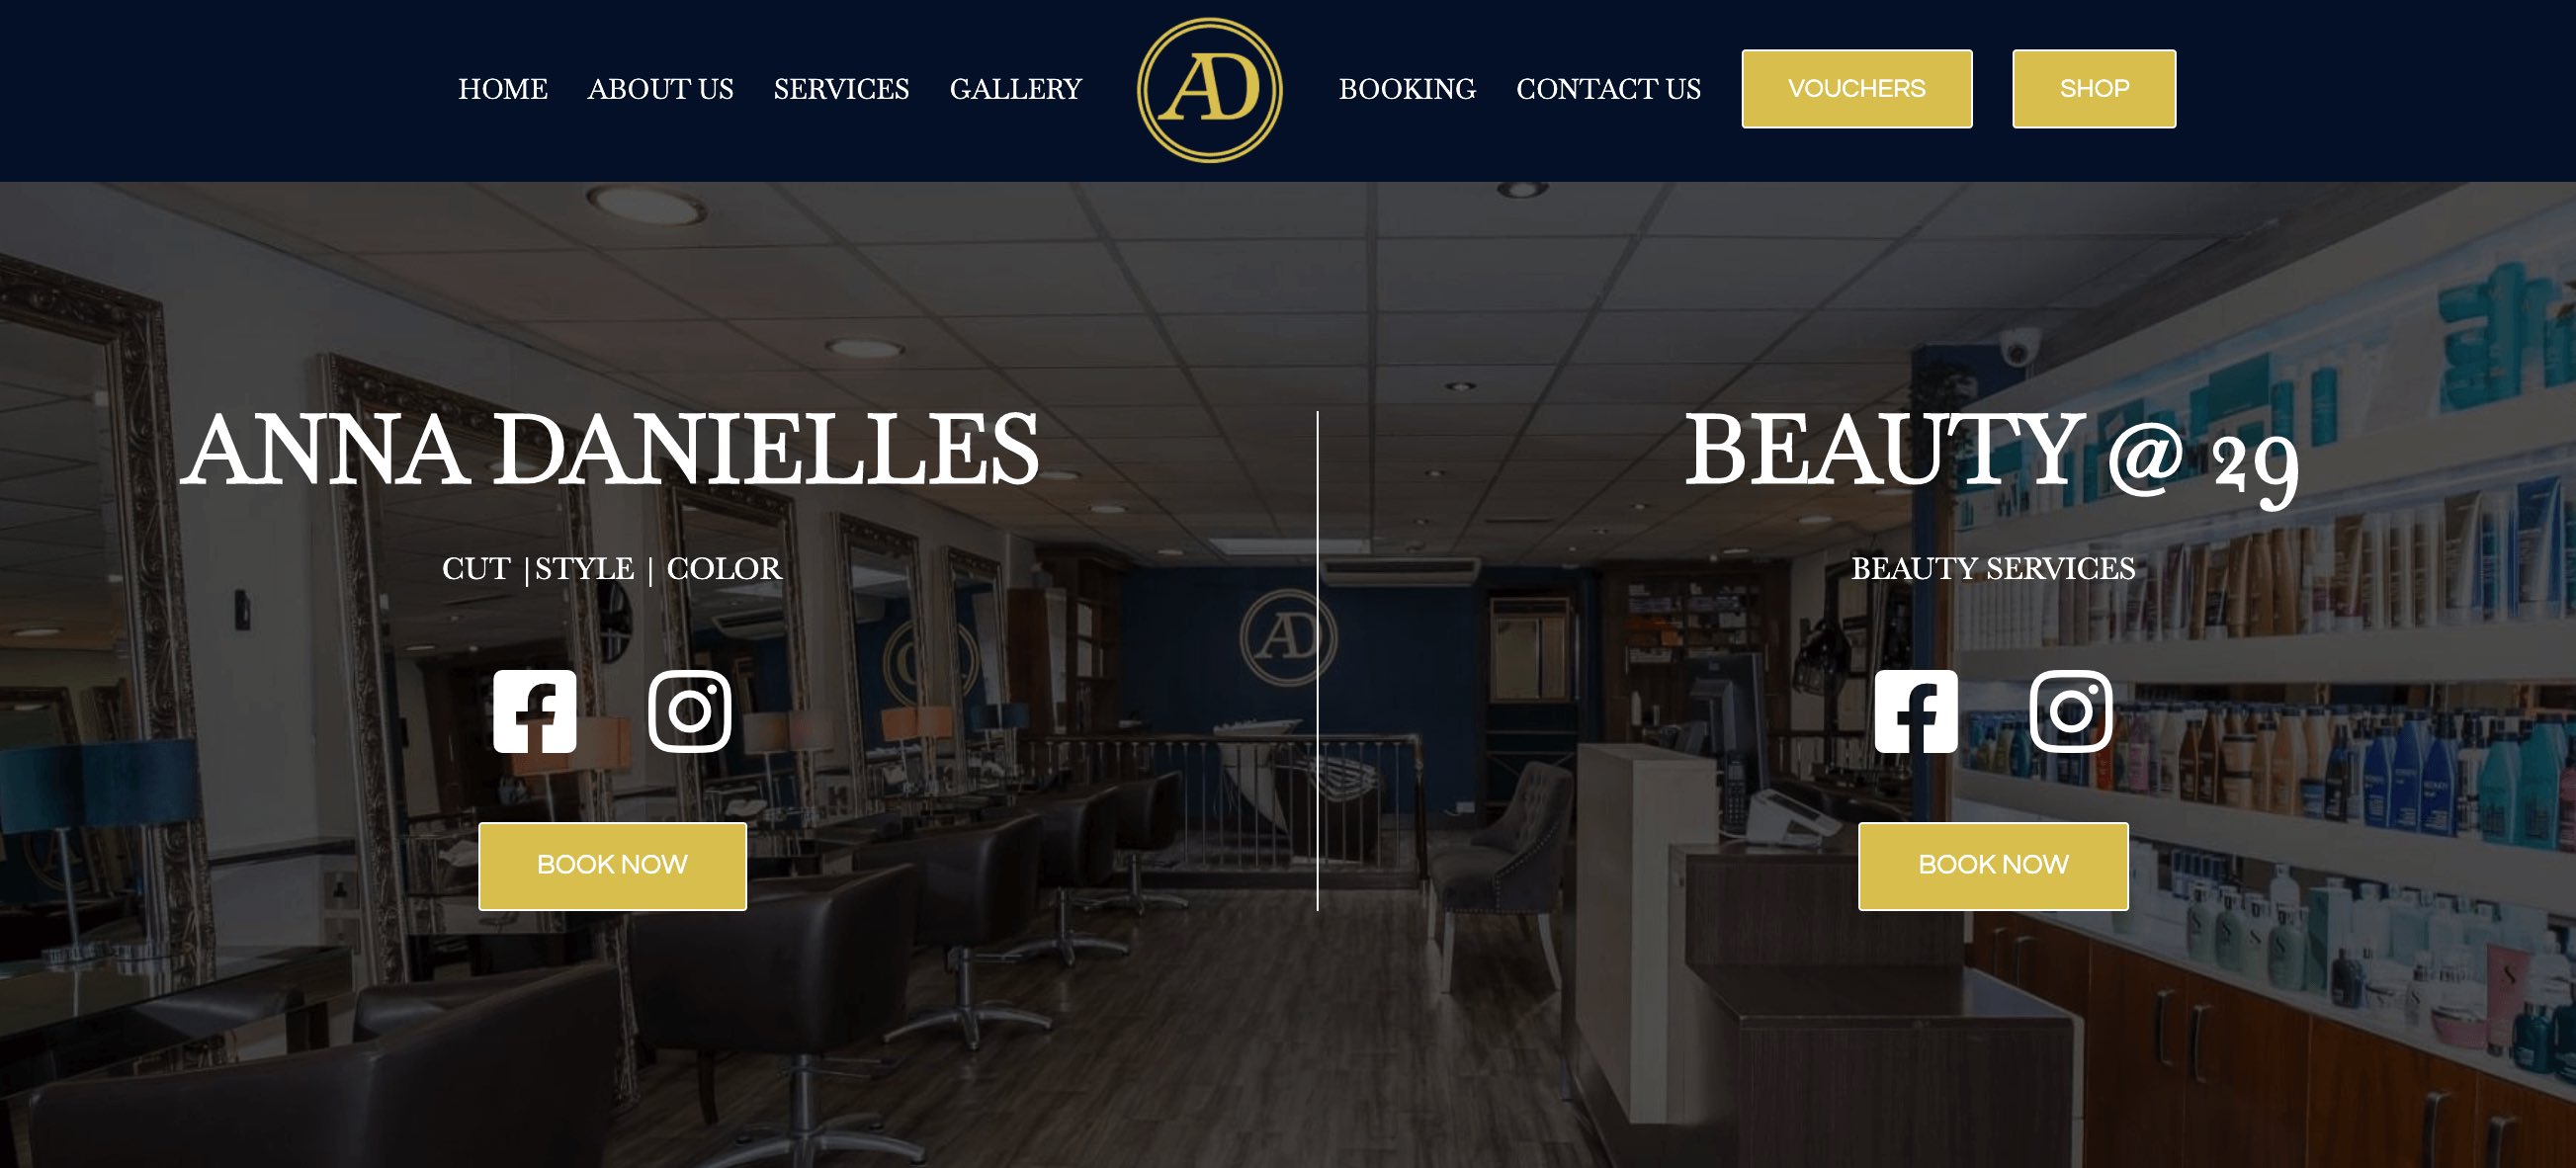 HOME ABOUT US SERVICES GALLERY AD BOOKING CONTACT US VOUCHERS SHOP
ANNA DANIELLES
CUT |STYLE | COLOR
BOOK NOW
BEAUTY @ 29
BEAUTY SERVICES
AD
BOOK NOW